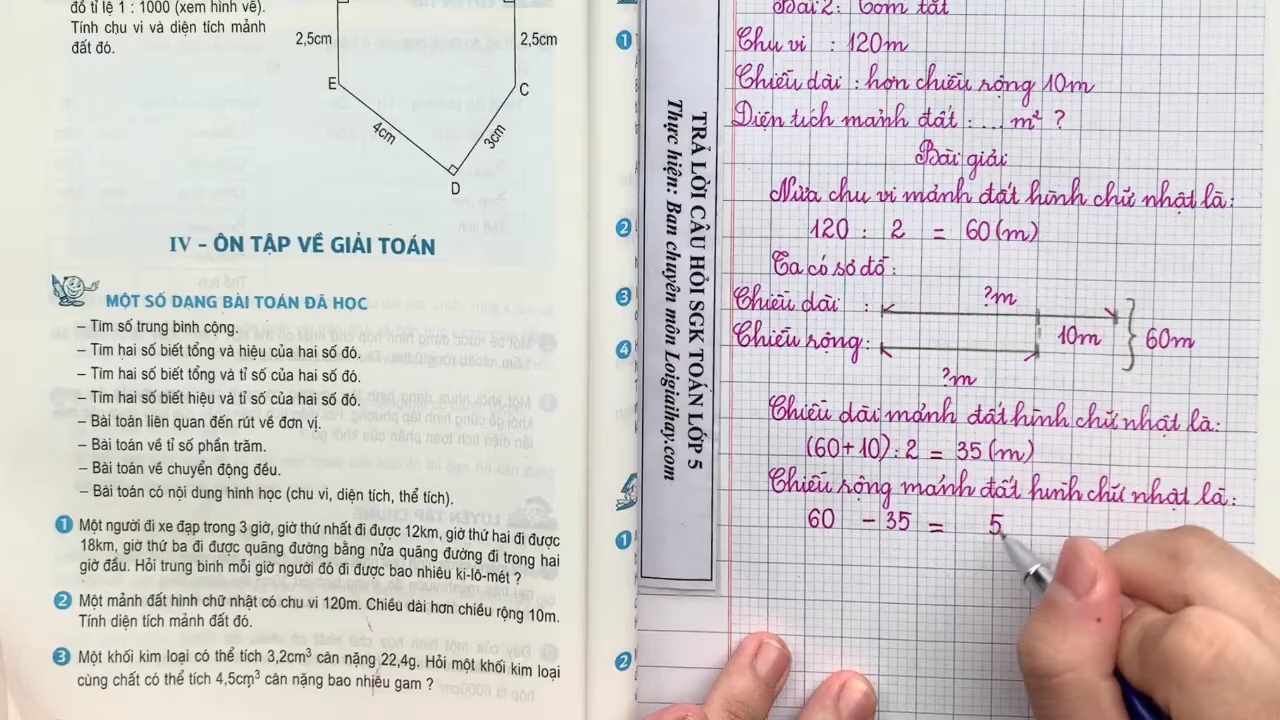 đồ tỉ lệ 1 : 1000 (xem hình vẽ).
Tính chu vi và diện tích mảnh
đất đó.
2,5cm
2,5cm
E
C
4cm
3cm
D
IV - ÔN TẬP VỀ GIẢI TOÁN
MỘT SỐ DẠNG BÀI TOÁN ĐÃ HỌC
– Tìm số trung bình cộng.
– Tìm hai số biết tổng và hiệu của hai số đó.
– Tìm hai số biết tổng và tỉ số của hai số đó.
– Tìm hai số biết hiệu và tỉ số của hai số đó.
– Bài toán liên quan đến rút về đơn vị.
– Bài toán về tỉ số phần trăm.
– Bài toán về chuyển động đều.
– Bài toán có nội dung hình học (chu vi, diện tích, thể tích).
1 Một người đi xe đạp trong 3 giờ, giờ thứ nhất đi được 12km, giờ thứ hai đi được
18km, giờ thứ ba đi được quãng đường bằng nửa quãng đường đi trong hai
giờ đầu. Hỏi trung bình mỗi giờ người đó đi được bao nhiêu ki-lô-mét ?
2 Một mảnh đất hình chữ nhật có chu vi 120m. Chiều dài hơn chiều rộng 10m.
Tính diện tích mảnh đất đó.
3 Một khối kim loại có thể tích 3,2cm³ cân nặng 22,4g. Hỏi một khối kim loại
cùng chất có thể tích 4,5cm³ cân nặng bao nhiêu gam ?
1
2
3
4
1
2
TRẢ LỜI CÂU HỎI SGK TOÁN LỚP 5
Thực hiện: Ban chuyên môn Loigiaihay.com
Bài 2: Tóm tắt
Chu vi : 120m
Chiều dài : hơn chiều rộng 10m
Diện tích mảnh đất : ... m² ?
Bài giải
Nửa chu vi mảnh đất hình chữ nhật là:
120 : 2 = 60 (m)
Ta có sơ đồ:
?m
Chiều dài :
Chiều rộng: 10m 60m
?m
Chiều dài mảnh đất hình chữ nhật là:
(60 + 10) : 2 = 35 (m)
Chiều rộng mảnh đất hình chữ nhật là:
60 - 35 = 5